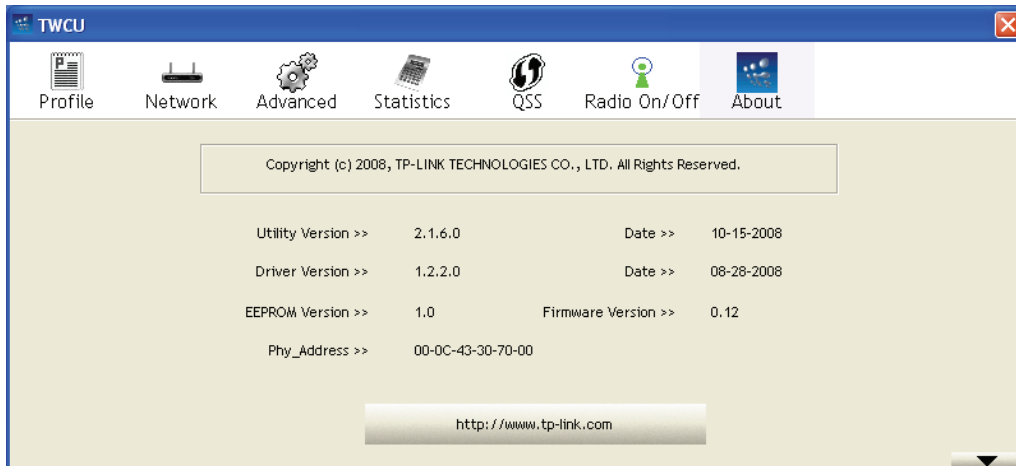 TWCU
Profile Network Advanced Statistics QSS Radio On/Off About
Copyright (c) 2008, TP-LINK TECHNOLOGIES CO., LTD. All Rights Reserved.
Utility Version >> 2.1.6.0 Date >> 10-15-2008
Driver Version >> 1.2.2.0 Date >> 08-28-2008
EEPROM Version >> 1.0 Firmware Version >> 0.12
Phy_Address >> 00-0C-43-30-70-00
http://www.tp-link.com